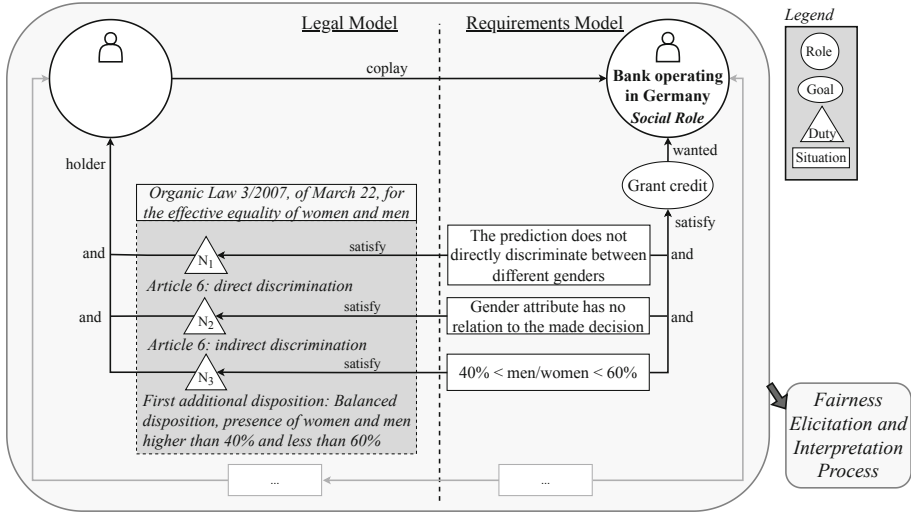 Legal Model
Requirements Model
Legend
Role
Goal
Duty
Situation
coplay
Bank operating
in Germany
Social Role
holder
wanted
Grant credit
Organic Law 3/2007, of March 22, for
the effective equality of women and men
satisfy
and
N1
satisfy
The prediction does not
directly discriminate between
different genders
and
Article 6: direct discrimination
and
N2
satisfy
Gender attribute has no
relation to the made decision
and
Article 6: indirect discrimination
N3
satisfy
40% < men/women < 60%
First additional disposition: Balanced
disposition, presence of women and men
higher than 40% and less than 60%
Fairness
Elicitation and
Interpretation
Process
...
...